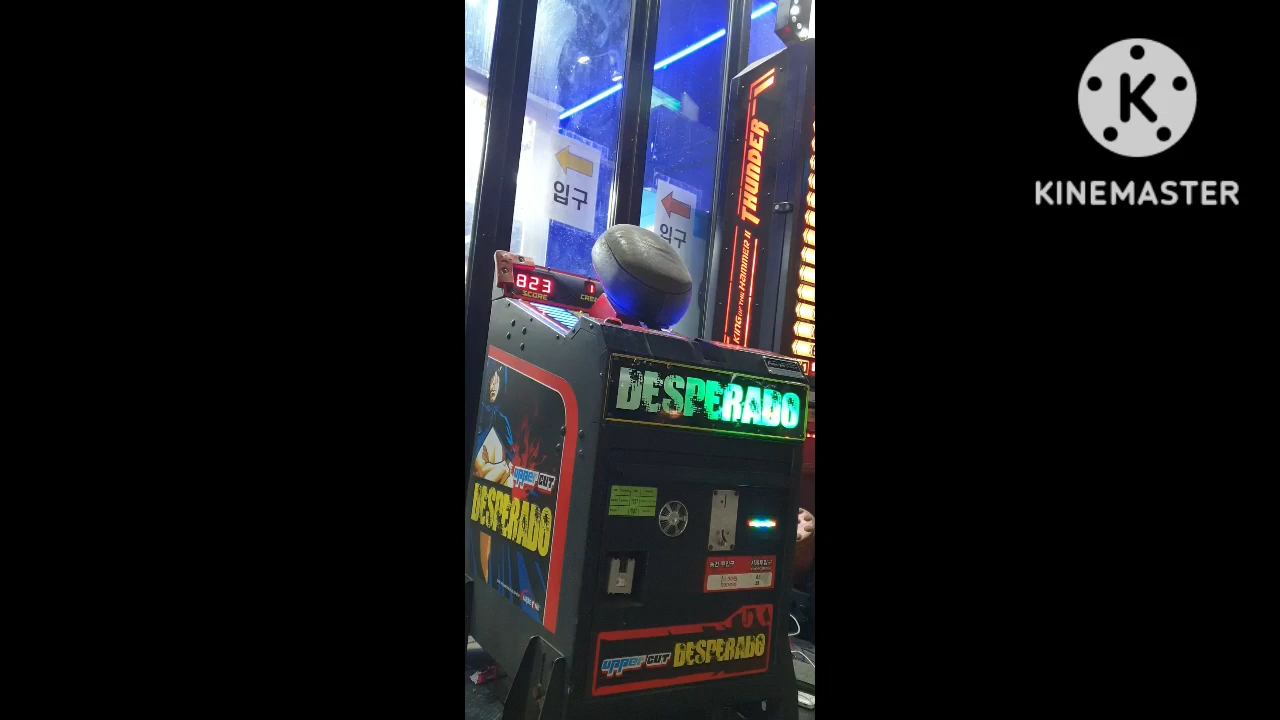 KINEMASTER
입구
입구
THUNDER
KING OF THE HAMMER II
823
SCORE
1
DESPERADO
upper CUT
DESPERADO
upper CUT DESPERADO